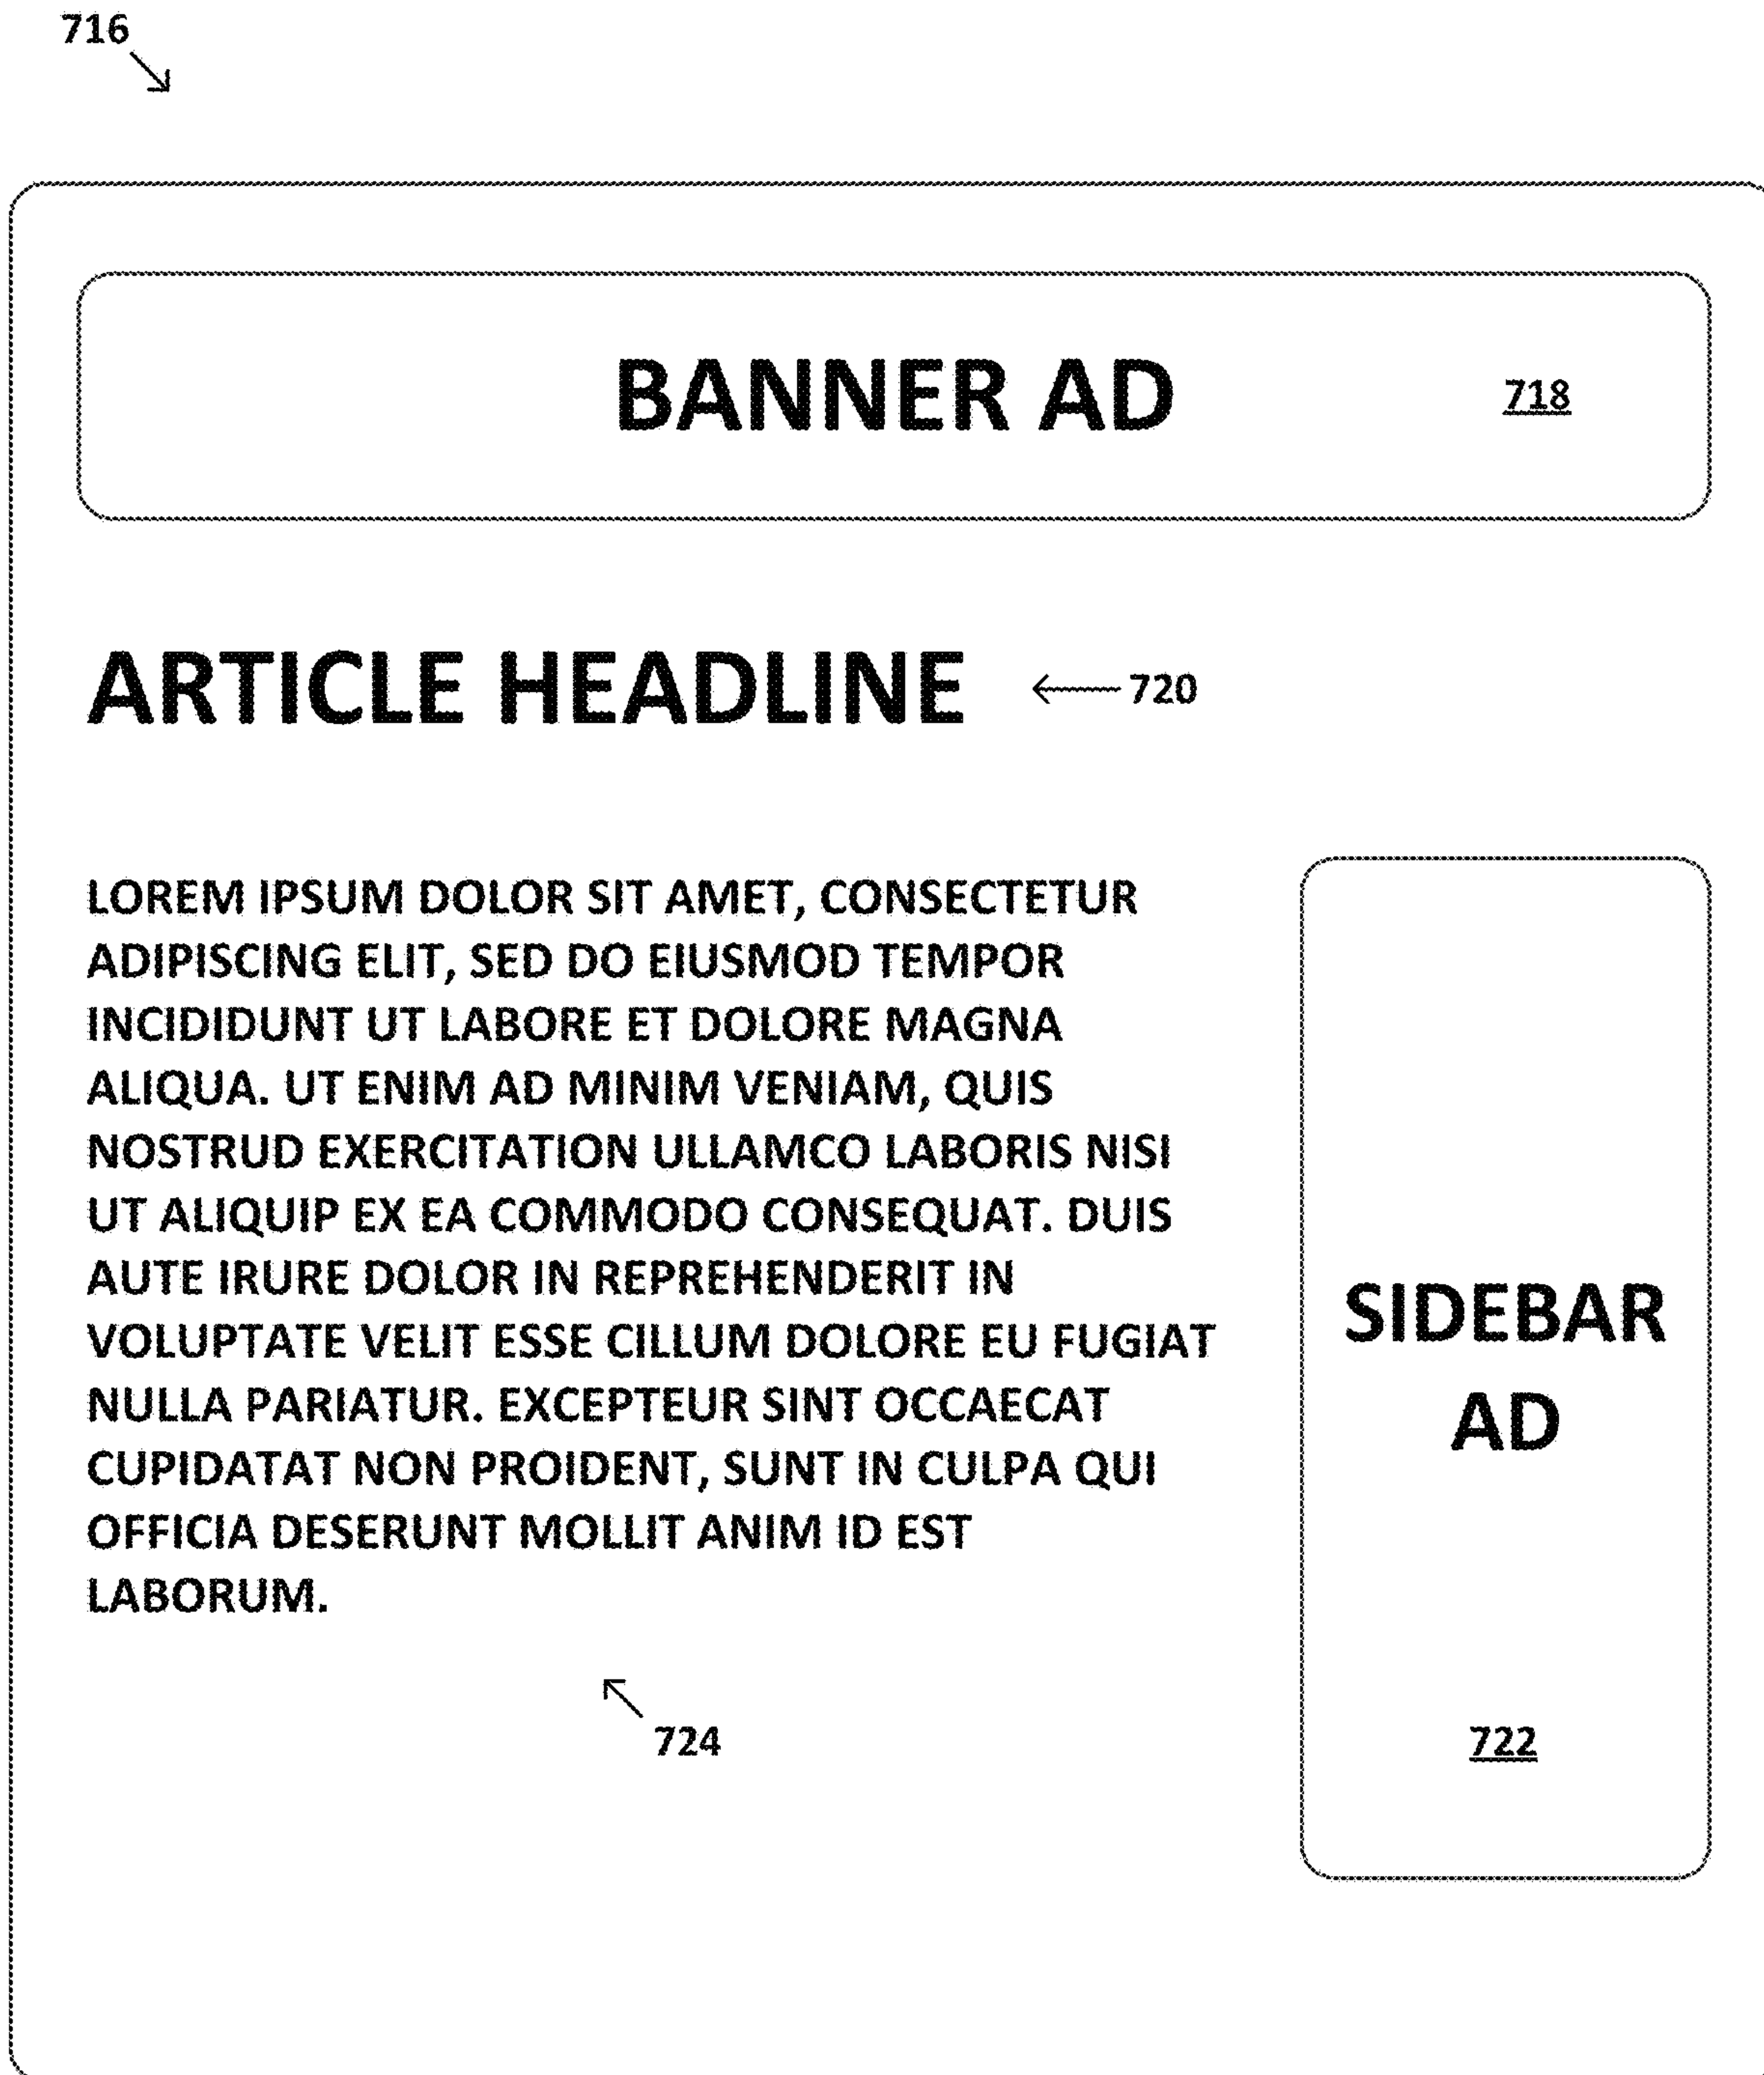 716
BANNER AD
718
ARTICLE HEADLINE
720
LOREM IPSUM DOLOR SIT AMET, CONSECTETUR
ADIPISCING ELIT, SED DO EIUSMOD TEMPOR
INCIDIDUNT UT LABORE ET DOLORE MAGNA
ALIQUA. UT ENIM AD MINIM VENIAM, QUIS
NOSTRUD EXERCITATION ULLAMCO LABORIS NISI
UT ALIQUIP EX EA COMMODO CONSEQUAT. DUIS
AUTE IRURE DOLOR IN REPREHENDERIT IN
VOLUPTATE VELIT ESSE CILLUM DOLORE EU FUGIAT
NULLA PARIATUR. EXCEPTEUR SINT OCCAECAT
CUPIDATAT NON PROIDENT, SUNT IN CULPA QUI
OFFICIA DESERUNT MOLLIT ANIM ID EST
LABORUM.
724
SIDEBAR
AD
722